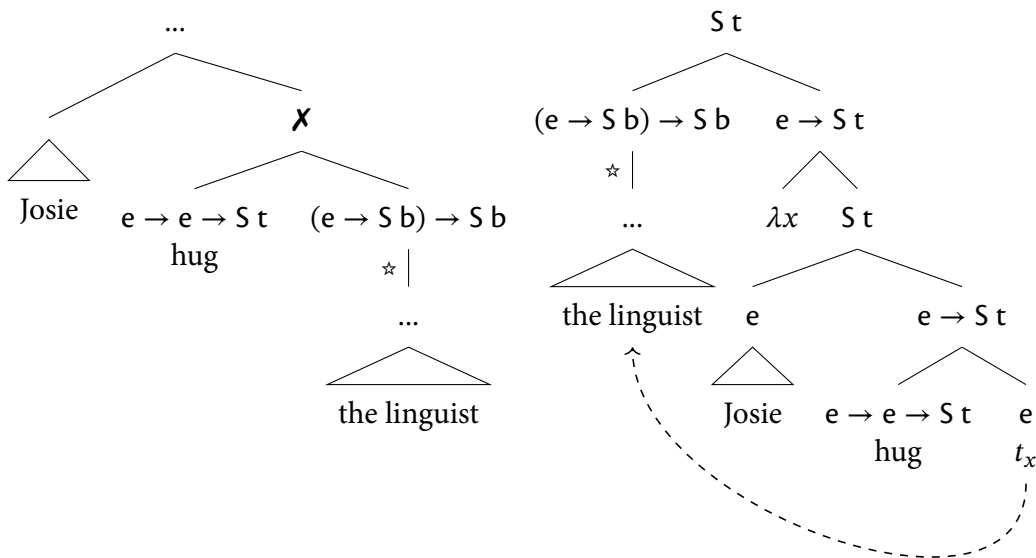 ... S t
✗ (e → S b) → S b e → S t
☆
Josie e → e → S t (e → S b) → S b ... λx S t
hug
☆
the linguist e e → S t
...
the linguist Josie e → e → S t e
hug t_x